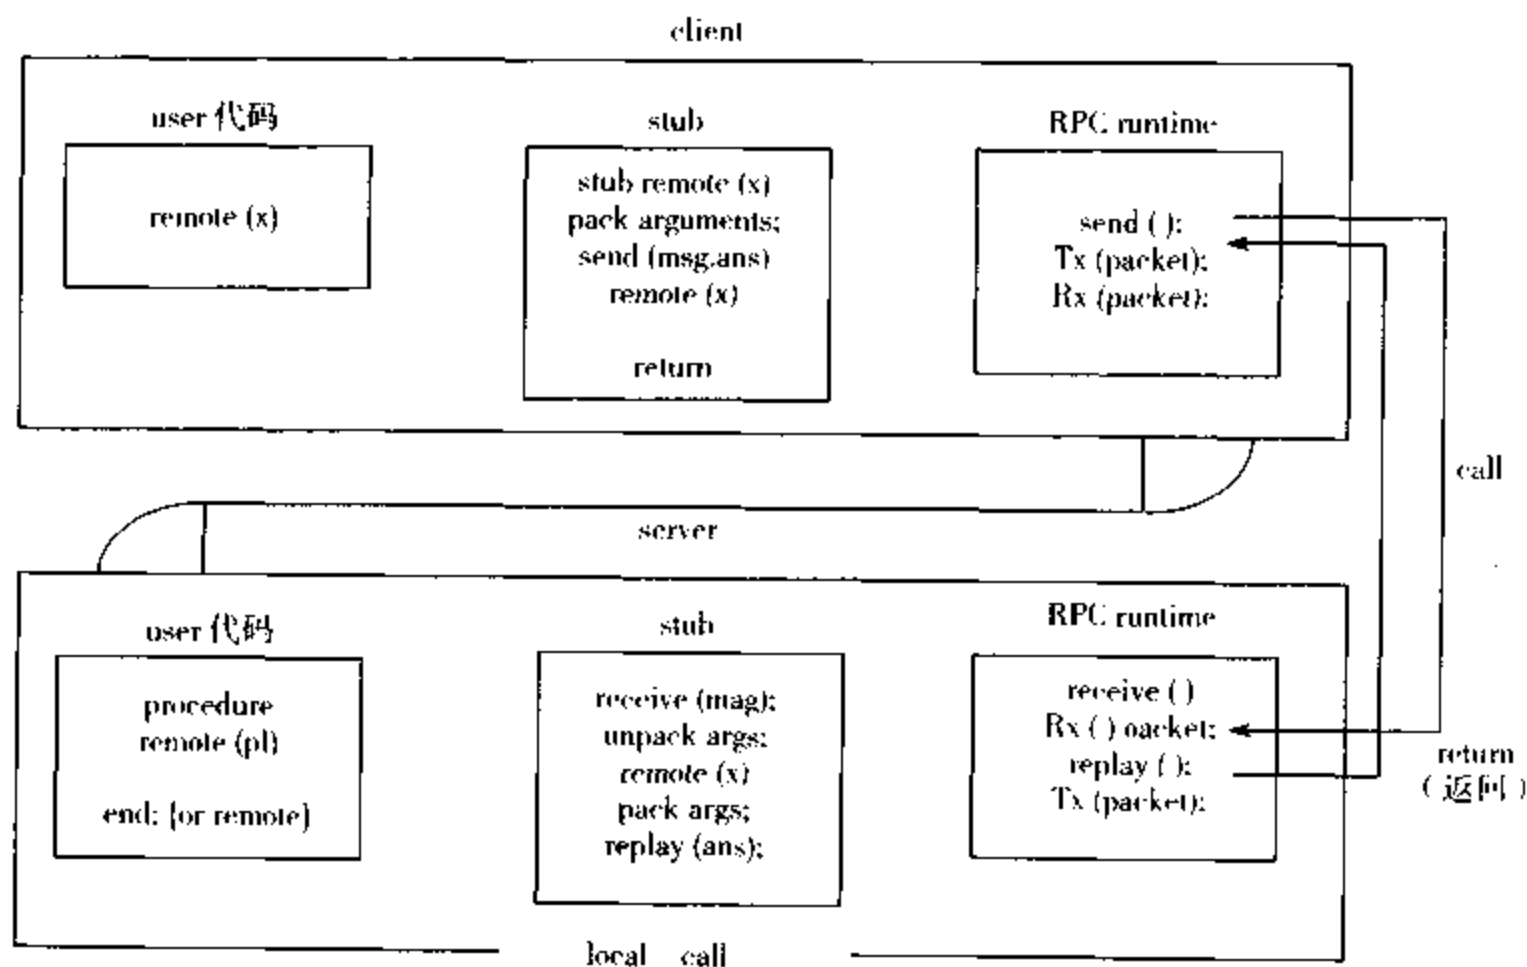 client
user 代码
remote (x)
stub
stub remote (x)
pack arguments;
send (msg.ans)
remote (x)
return
RPC runtime
send ( );
Tx (packet);
Rx (packet);
call
server
user 代码
procedure
remote (pl)
end; {or remote}
stub
receive (mag);
unpack args;
remote (x)
pack args;
replay (ans);
RPC runtime
receive ( )
Rx ( ) oacket;
replay ( );
Tx (packet);
return
(返回)
local call